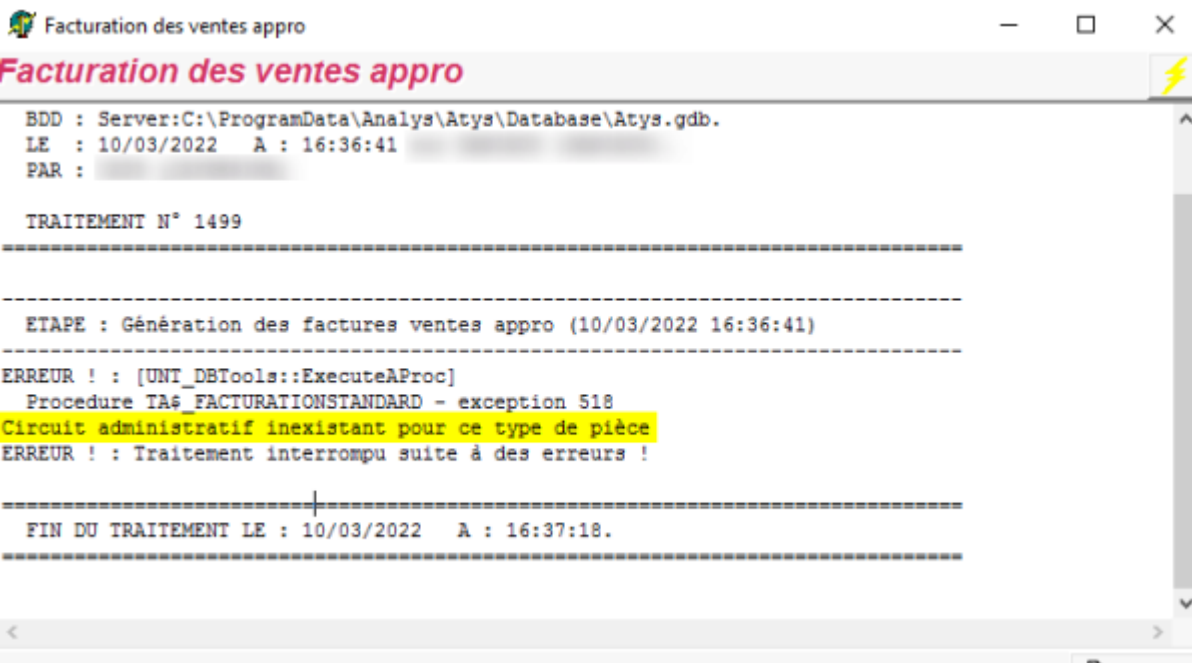 Facturation des ventes appro
Facturation des ventes appro
BDD : Server:C:\ProgramData\Analys\Atys\Database\Atys.gdb.
LE : 10/03/2022 A : 16:36:41
PAR :
TRAITEMENT N° 1499
================================================================================
--------------------------------------------------------------------------------
ETAPE : Génération des factures ventes appro (10/03/2022 16:36:41)
--------------------------------------------------------------------------------
ERREUR ! : [UNT_DBTools::ExecuteAProc]
Procedure TA$_FACTURATIONSTANDARD - exception 518
Circuit administratif inexistant pour ce type de pièce
ERREUR ! : Traitement interrompu suite à des erreurs !
================================================================================
FIN DU TRAITEMENT LE : 10/03/2022 A : 16:37:18.
================================================================================